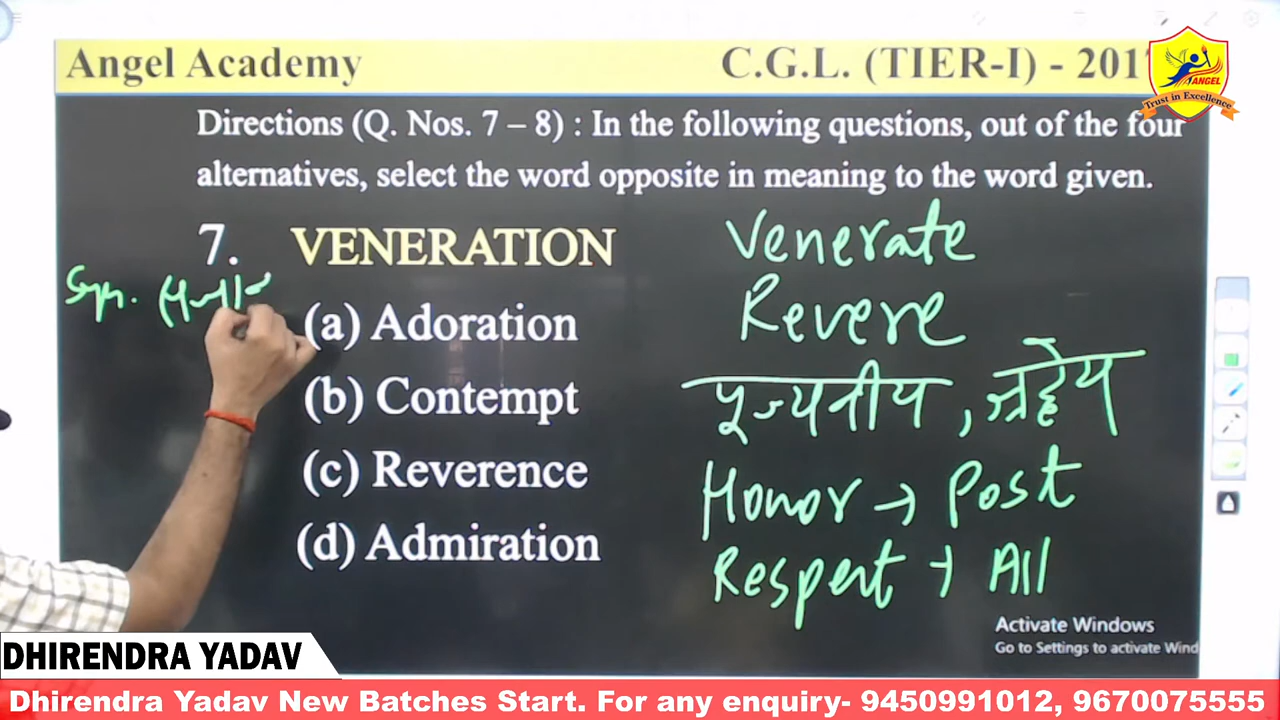 Angel Academy
C.G.L. (TIER-I) - 201
ANGEL
Trust in Excellence
Directions (Q. Nos. 7 – 8) : In the following questions, out of the four
alternatives, select the word opposite in meaning to the word given.
7. VENERATION
(a) Adoration
(b) Contempt
(c) Reverence
(d) Admiration
Syn.
Venerate
Revere
पूज्यनीय ,
Honor → Post
Respert → All
Activate Windows
Go to Settings to activate Wind
DHIRENDRA YADAV
Dhirendra Yadav New Batches Start. For any enquiry- 9450991012, 9670075555